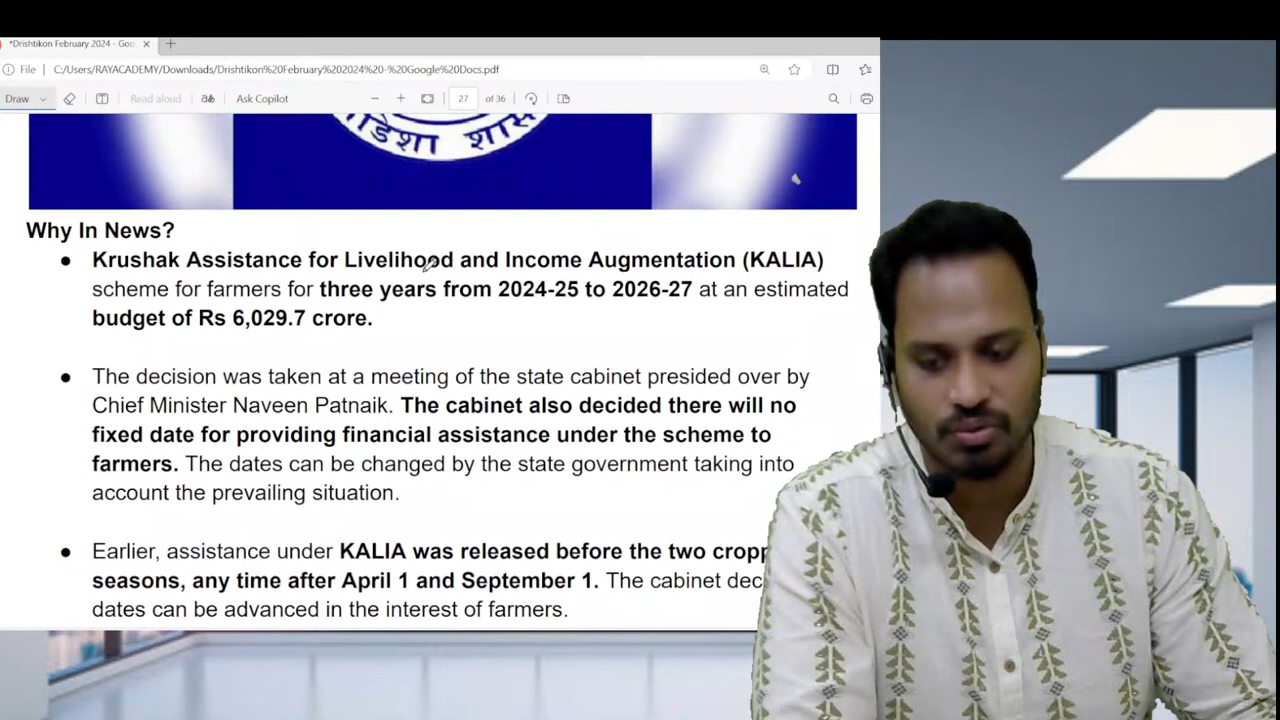 *Drishtikon February 2024 - Goo
File C:/Users/RAYACADEMY/Downloads/Drishtikon%20February%202024%20-%20Google%20Docs.pdf
Draw Read aloud Ask Copilot 27 of 36
शा शास
Why In News?
● Krushak Assistance for Livelihood and Income Augmentation (KALIA)
scheme for farmers for three years from 2024-25 to 2026-27 at an estimated
budget of Rs 6,029.7 crore.
● The decision was taken at a meeting of the state cabinet presided over by
Chief Minister Naveen Patnaik. The cabinet also decided there will no
fixed date for providing financial assistance under the scheme to
farmers. The dates can be changed by the state government taking into
account the prevailing situation.
● Earlier, assistance under KALIA was released before the two cropp
seasons, any time after April 1 and September 1. The cabinet dec
dates can be advanced in the interest of farmers.